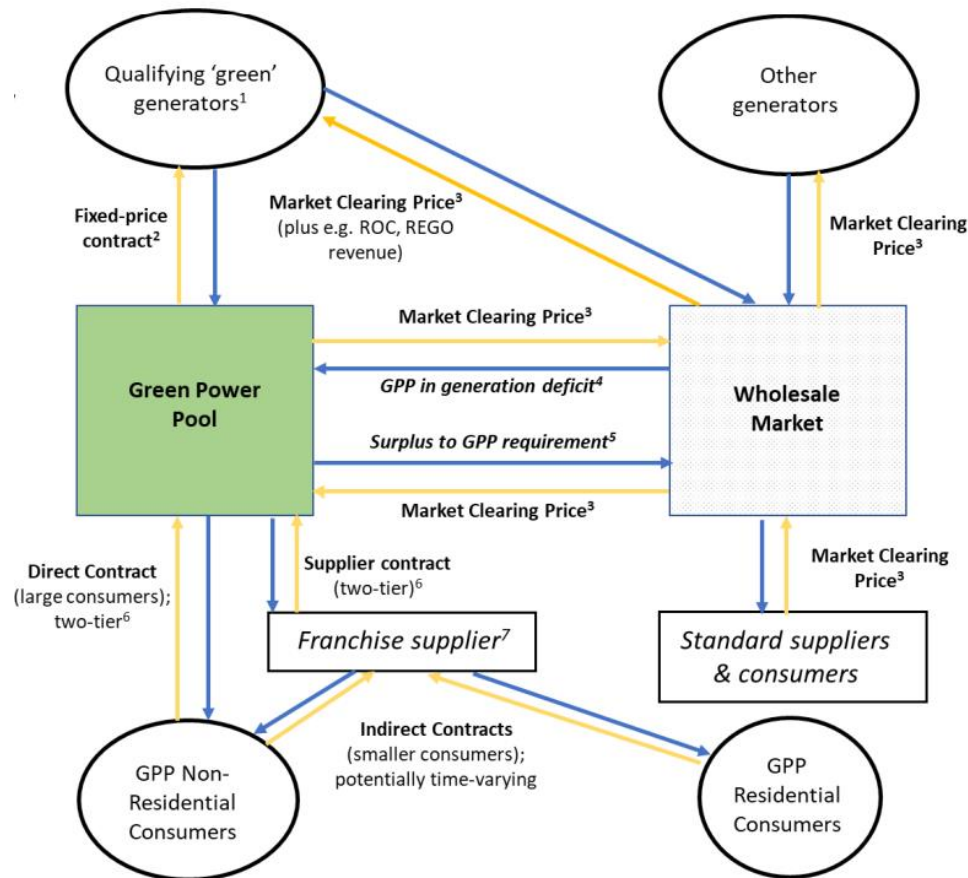 Qualifying ‘green’
generators¹
Other
generators
Fixed-price
contract²
Market Clearing Price³
(plus e.g. ROC, REGO
revenue)
Market Clearing
Price³
Market Clearing Price³
Green Power
Pool
GPP in generation deficit⁴
Wholesale
Market
Surplus to GPP requirement⁵
Market Clearing Price³
Direct Contract
(large consumers);
two-tier⁶
Supplier contract
(two-tier)⁶
Market Clearing
Price³
Franchise supplier⁷
Standard suppliers
& consumers
Indirect Contracts
(smaller consumers);
potentially time-varying
GPP Non-
Residential
Consumers
GPP
Residential
Consumers